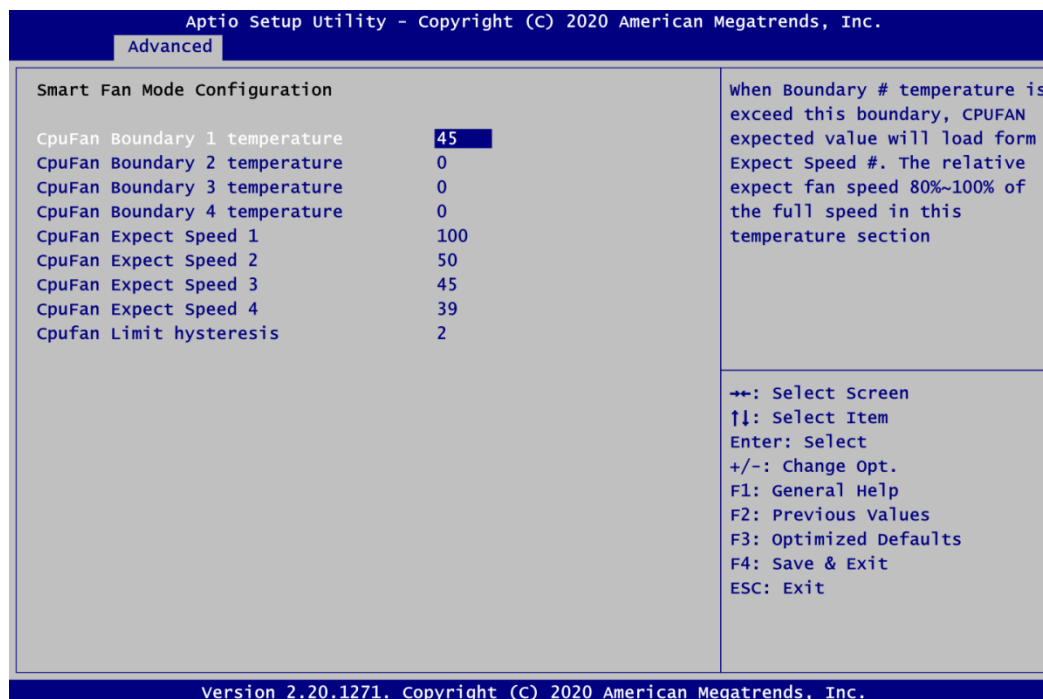 Aptio Setup Utility - Copyright (C) 2020 American Megatrends, Inc.
Advanced
Smart Fan Mode Configuration
CpuFan Boundary 1 temperature 45
CpuFan Boundary 2 temperature 0
CpuFan Boundary 3 temperature 0
CpuFan Boundary 4 temperature 0
CpuFan Expect Speed 1 100
CpuFan Expect Speed 2 50
CpuFan Expect Speed 3 45
CpuFan Expect Speed 4 39
Cpufan Limit hysteresis 2
When Boundary # temperature is
exceed this boundary, CPUFAN
expected value will load form
Expect Speed #. The relative
expect fan speed 80%~100% of
the full speed in this
temperature section
→←: Select Screen
↑↓: Select Item
Enter: Select
+/-: Change Opt.
F1: General Help
F2: Previous Values
F3: Optimized Defaults
F4: Save & Exit
ESC: Exit
Version 2.20.1271. Copyright (C) 2020 American Megatrends, Inc.